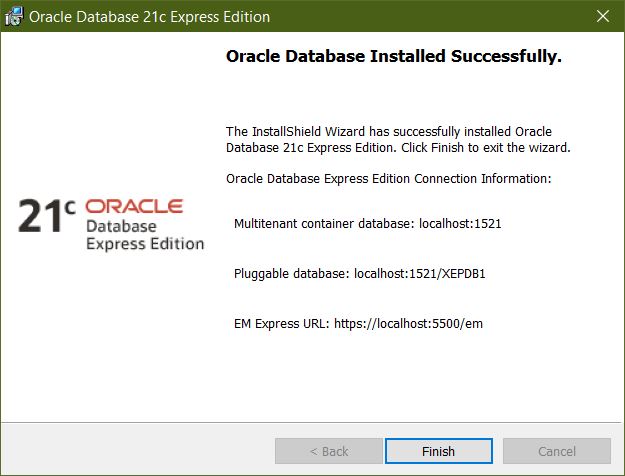 Oracle Database 21c Express Edition
Oracle Database Installed Successfully.
The InstallShield Wizard has successfully installed Oracle
Database 21c Express Edition. Click Finish to exit the wizard.
Oracle Database Express Edition Connection Information:
21c ORACLE
Database
Express Edition
Multitenant container database: localhost:1521
Pluggable database: localhost:1521/XEPDB1
EM Express URL: https://localhost:5500/em
< Back
Finish
Cancel